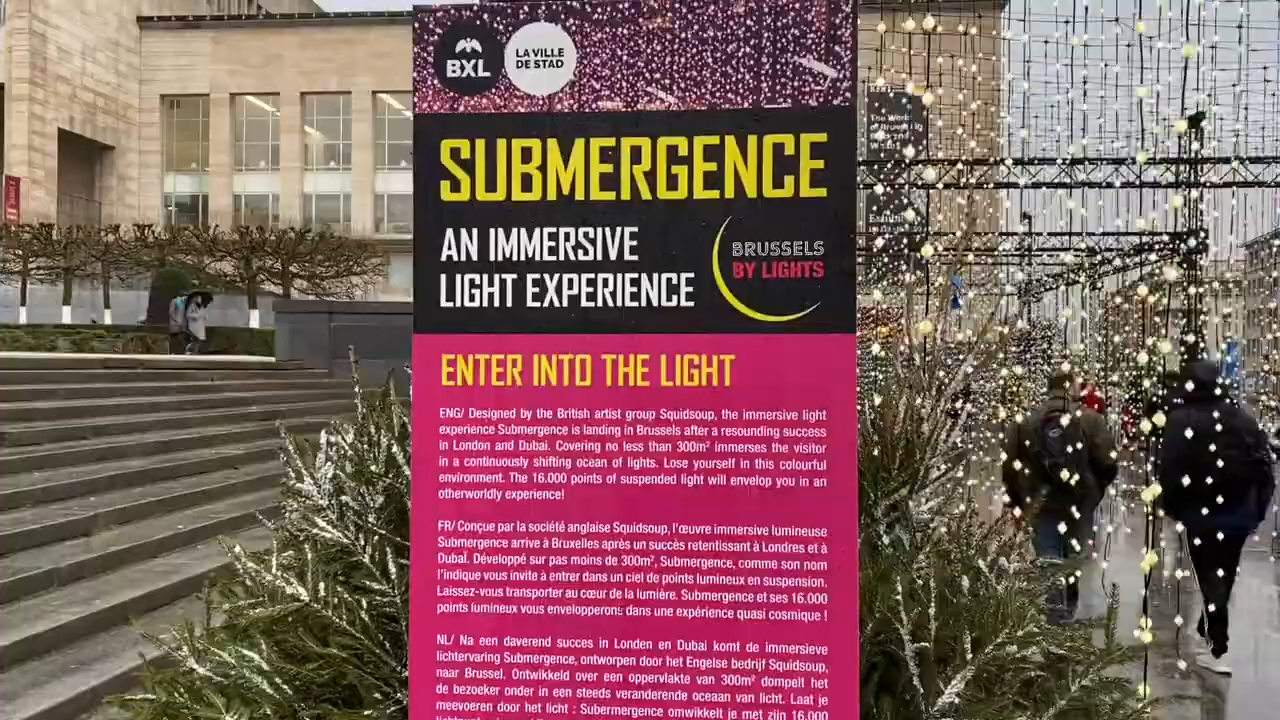 BXL
LA VILLE
DE STAD
SUBMERGENCE
AN IMMERSIVE
LIGHT EXPERIENCE
BRUSSELS
BY LIGHTS
ENTER INTO THE LIGHT
ENG/ Designed by the British artist group Squidsoup, the immersive light
experience Submergence is landing in Brussels after a resounding success
in London and Dubai. Covering no less than 300m² immerses the visitor
in a continuously shifting ocean of lights. Lose yourself in this colourful
environment. The 16.000 points of suspended light will envelop you in an
otherworldly experience!
FR/ Conçue par la société anglaise Squidsoup, l'œuvre immersive lumineuse
Submergence arrive à Bruxelles après un succès retentissant à Londres et à
Dubaï. Développé sur pas moins de 300m², Submergence, comme son nom
l'indique vous invite à entrer dans un ciel de points lumineux en suspension.
Laissez-vous transporter au cœur de la lumière. Submergence et ses 16.000
points lumineux vous envelopperont dans une expérience quasi cosmique !
NL/ Na een daverend succes in Londen en Dubai komt de immersieve
lichtervaring Submergence, ontworpen door het Engelse bedrijf Squidsoup,
naar Brussel. Ontwikkeld over een oppervlakte van 300m² dompelt het
de bezoeker onder in een steeds veranderende oceaan van licht. Laat je
meevoeren door het licht : Submergence omwikkelt je met zijn 16.000